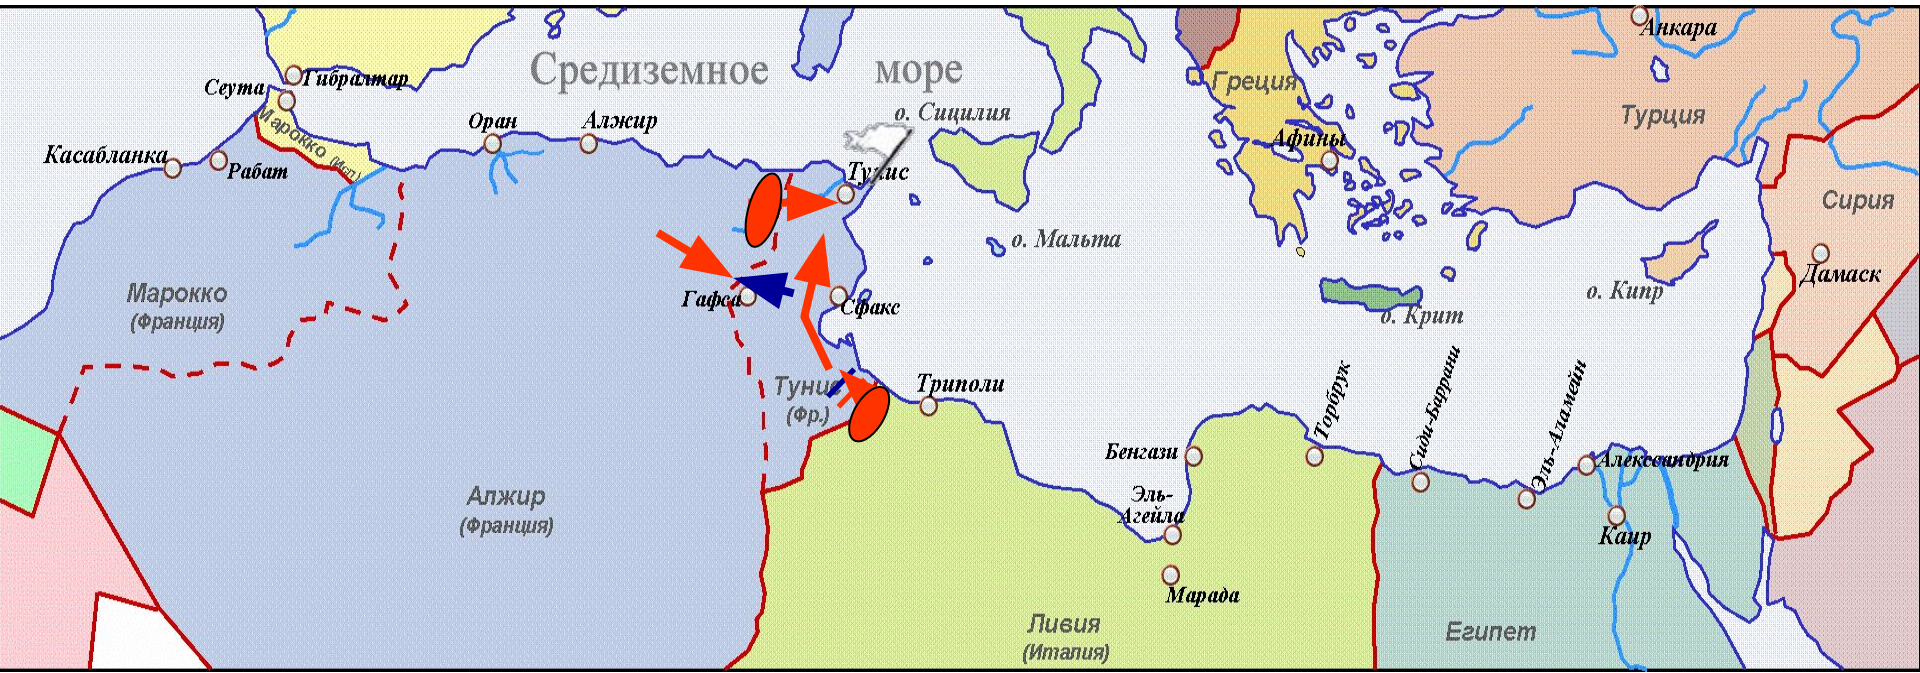 Анкара
Средиземное море
Гибралтар
Сеута
Греция
о. Сицилия
Турция
Марокко (Исп)
Оран
Алжир
Афины
Касабланка
Рабат
Тунис
Сирия
о. Мальта
Дамаск
Марокко
(Франция)
Гафса
Сфакс
о. Кипр
о. Крит
Тунис
(Фр.)
Триполи
Торбрук
Сиди-Баррани
Эль-Аламейн
Бенгази
Александрия
Эль-
Агейла
Алжир
(Франция)
Каир
Марада
Ливия
(Италия)
Египет